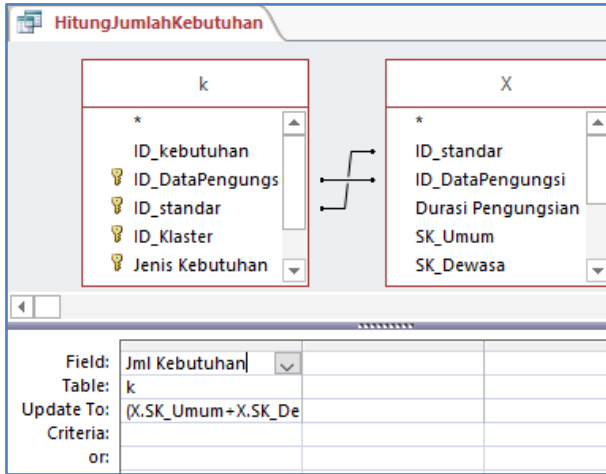 HitungJumlahKebutuhan
k
*
ID_kebutuhan
ID_DataPengungs
ID_standar
ID_Klaster
Jenis Kebutuhan
X
*
ID_standar
ID_DataPengungsi
Durasi Pengungsian
SK_Umum
SK_Dewasa
Field: Jml Kebutuhan
Table: k
Update To: (X.SK_Umum+X.SK_De
Criteria:
or: